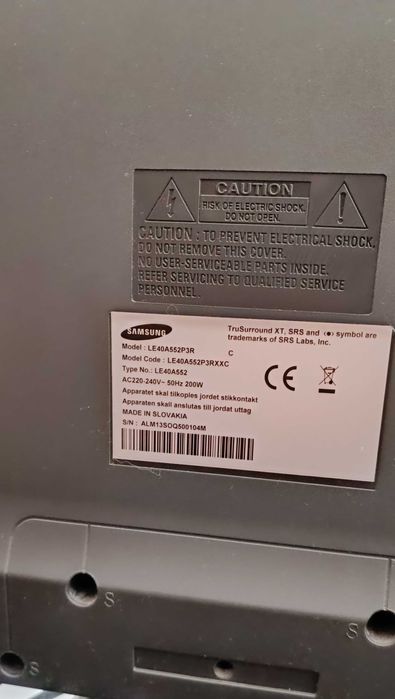 CAUTION
RISK OF ELECTRIC SHOCK.
DO NOT OPEN.
CAUTION : TO PREVENT ELECTRICAL SHOCK,
DO NOT REMOVE THIS COVER.
NO USER-SERVICEABLE PARTS INSIDE.
REFER SERVICING TO QUALIFIED SERVICE
PERSONNEL.
SAMSUNG
TruSurround XT, SRS and (●) symbol are
trademarks of SRS Labs, Inc.
Model : LE40A552P3R
C
Model Code : LE40A552P3RXXC
Type No.: LE40A552
AC220-240V~ 50Hz 200W
Apparatet skal tilkoples jordet stikkontakt
Apparaten skall anslutas till jordat uttag
MADE IN SLOVAKIA
S/N : ALM13SOQ500104M
CE
S
S
S